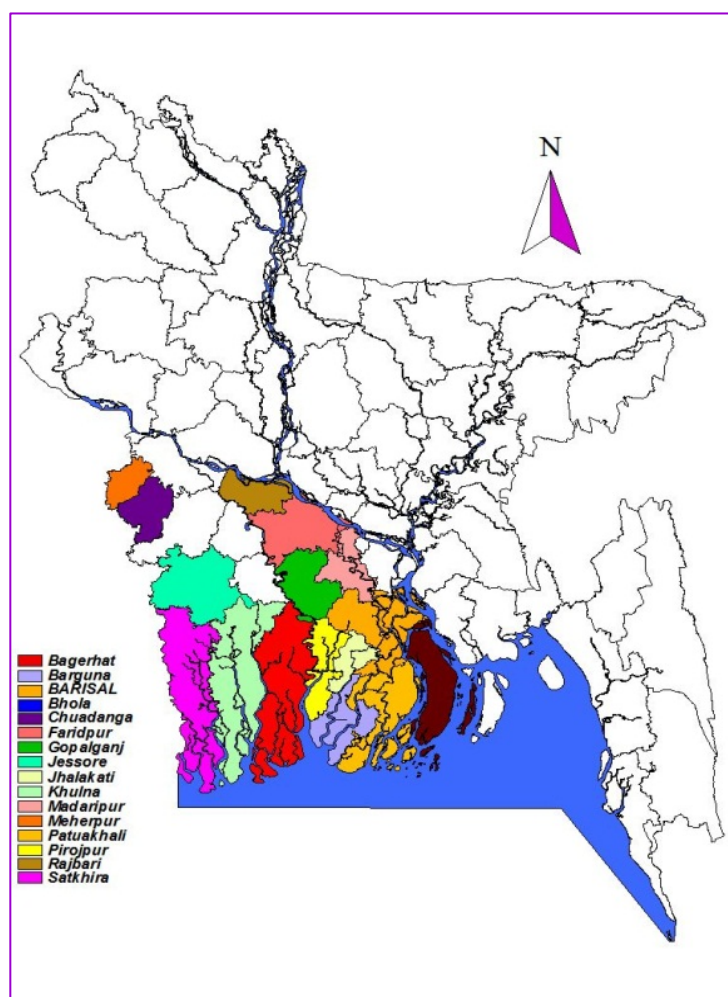 N
Bagerhat
Barguna
BARISAL
Bhola
Chuadanga
Faridpur
Gopalganj
Jessore
Jhalakati
Khulna
Madaripur
Meherpur
Patuakhali
Pirojpur
Rajbari
Satkhira